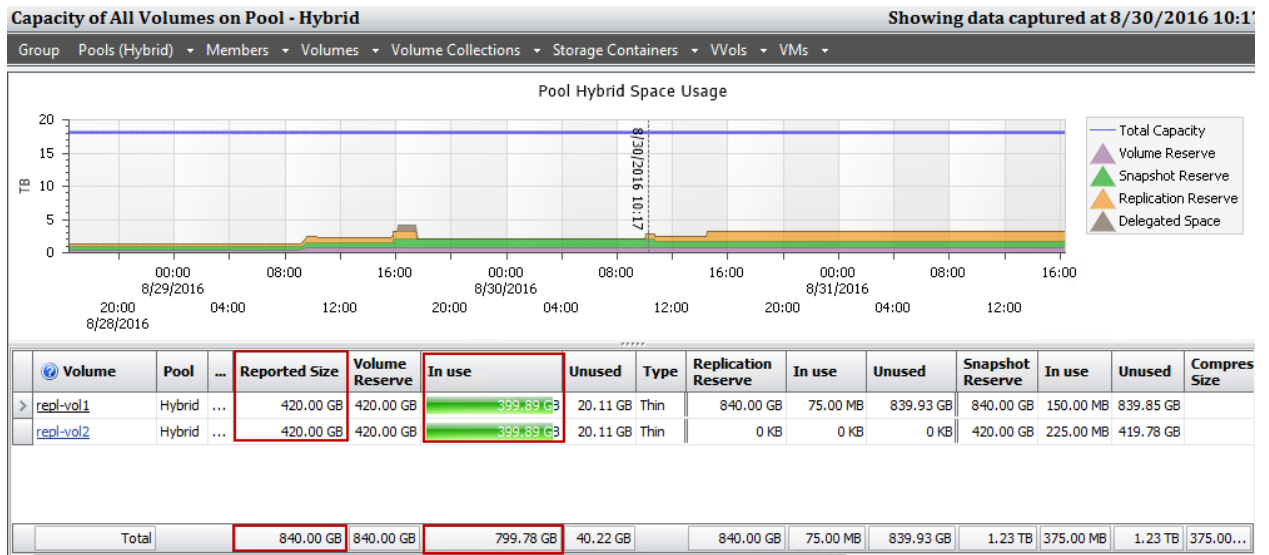 Capacity of All Volumes on Pool - Hybrid Showing data captured at 8/30/2016 10:17
Group Pools (Hybrid) Members Volumes Volume Collections Storage Containers VVols VMs
Pool Hybrid Space Usage
20
15
10
5
0
TB
8/30/2016 10:17
Total Capacity
Volume Reserve
Snapshot Reserve
Replication Reserve
Delegated Space
00:00 08:00 16:00 00:00 08:00 16:00 00:00 08:00 16:00
8/29/2016 8/30/2016 8/31/2016
20:00 04:00 12:00 20:00 04:00 12:00 20:00 04:00 12:00
8/28/2016
Volume Pool ... Reported Size Volume Reserve In use Unused Type Replication Reserve In use Unused Snapshot Reserve In use Unused Compres Size
repl-vol1 Hybrid ... 420.00 GB 420.00 GB 399.89 GB 20.11 GB Thin 840.00 GB 75.00 MB 839.93 GB 840.00 GB 150.00 MB 839.85 GB
repl-vol2 Hybrid ... 420.00 GB 420.00 GB 399.89 GB 20.11 GB Thin 0 KB 0 KB 0 KB 420.00 GB 225.00 MB 419.78 GB
Total 840.00 GB 840.00 GB 799.78 GB 40.22 GB 840.00 GB 75.00 MB 839.93 GB 1.23 TB 375.00 MB 1.23 TB 375.00...